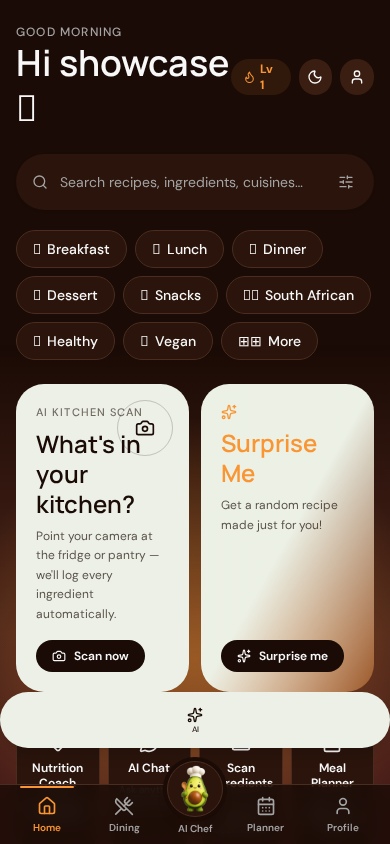 GOOD MORNING
Hi showcase
Lv
1
Search recipes, ingredients, cuisines...
Breakfast
Lunch
Dinner
Dessert
Snacks
South African
Healthy
Vegan
More
AI KITCHEN SCAN
What's in
your
kitchen?
Point your camera at
the fridge or pantry —
we'll log every
ingredient
automatically.
Scan now
Surprise
Me
Get a random recipe
made just for you!
Surprise me
AI
Nutrition
Coach
AI Chat
Scan
Meal
Planner
Home
Dining
AI Chef
Planner
Profile